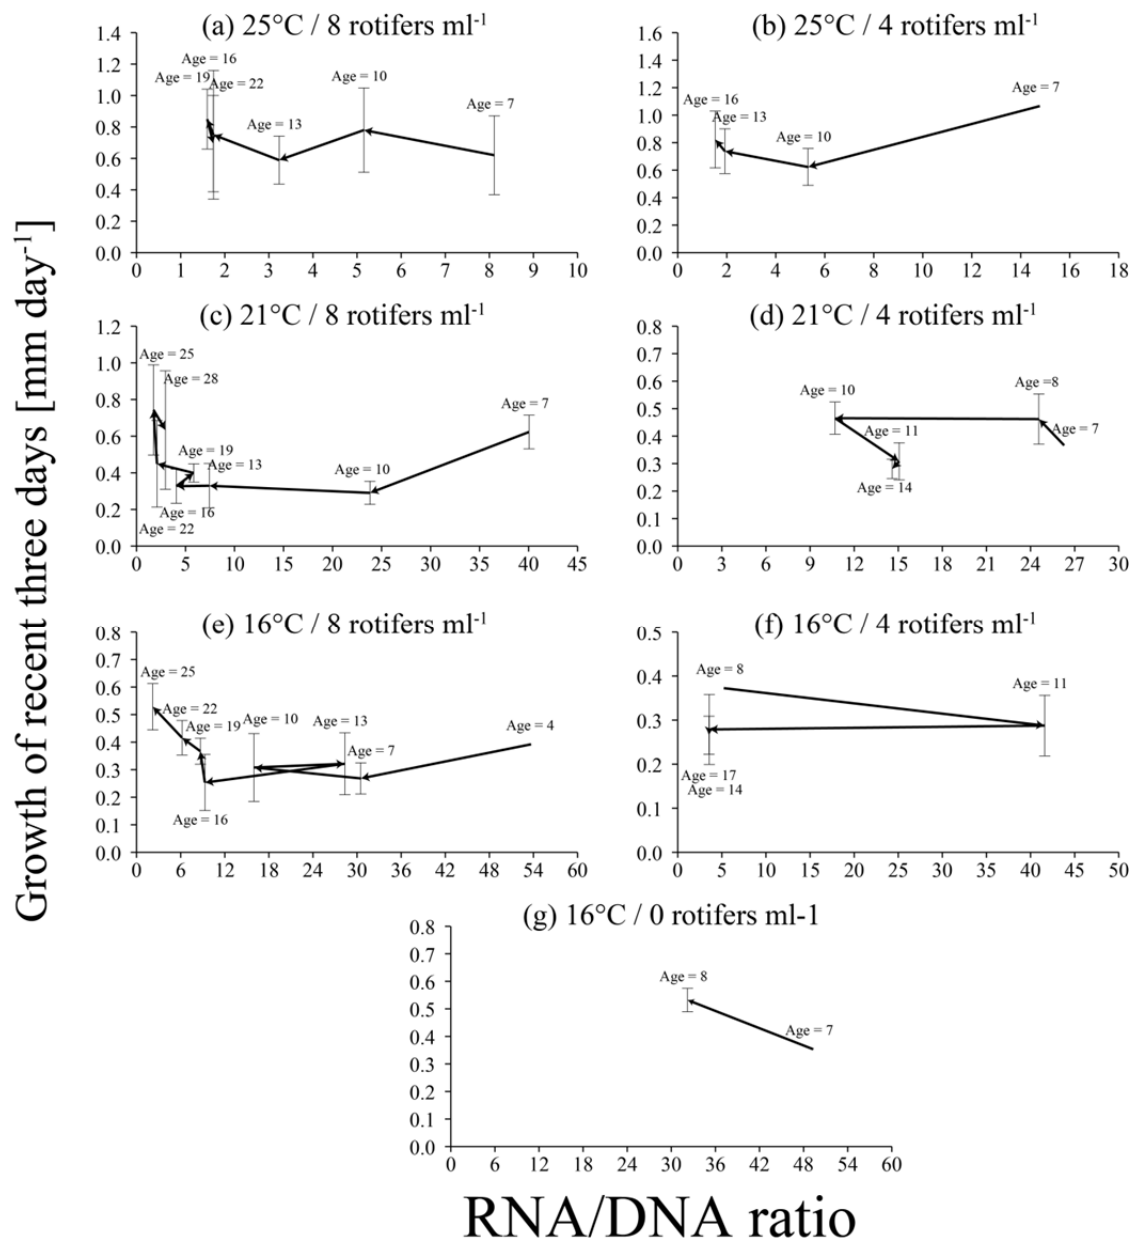 Growth of recent three days [mm day-1]
(a) 25°C / 8 rotifers ml-1
1.4
1.2
1.0
0.8
0.6
0.4
0.2
0.0
Age = 16
Age = 19
Age = 22
Age = 13
Age = 10
Age = 7
0 1 2 3 4 5 6 7 8 9 10
(b) 25°C / 4 rotifers ml-1
1.6
1.4
1.2
1.0
0.8
0.6
0.4
0.2
0.0
Age = 16
Age = 13
Age = 10
Age = 7
0 2 4 6 8 10 12 14 16 18
(c) 21°C / 8 rotifers ml-1
1.2
1.0
0.8
0.6
0.4
0.2
0.0
Age = 25
Age = 28
Age = 19
Age = 13
Age = 16
Age = 22
Age = 10
Age = 7
0 5 10 15 20 25 30 35 40 45
(d) 21°C / 4 rotifers ml-1
0.8
0.7
0.6
0.5
0.4
0.3
0.2
0.1
0.0
Age = 10
Age = 11
Age = 14
Age =8
Age = 7
0 3 6 9 12 15 18 21 24 27 30
(e) 16°C / 8 rotifers ml-1
0.8
0.7
0.6
0.5
0.4
0.3
0.2
0.1
0.0
Age = 25
Age = 22
Age = 19
Age = 16
Age = 10
Age = 13
Age = 7
Age = 4
0 6 12 18 24 30 36 42 48 54 60
(f) 16°C / 4 rotifers ml-1
0.5
0.4
0.3
0.2
0.1
0.0
Age = 8
Age = 11
Age = 17
Age = 14
0 5 10 15 20 25 30 35 40 45 50
(g) 16°C / 0 rotifers ml-1
0.8
0.7
0.6
0.5
0.4
0.3
0.2
0.1
0.0
Age = 8
Age = 7
0 6 12 18 24 30 36 42 48 54 60
RNA/DNA ratio